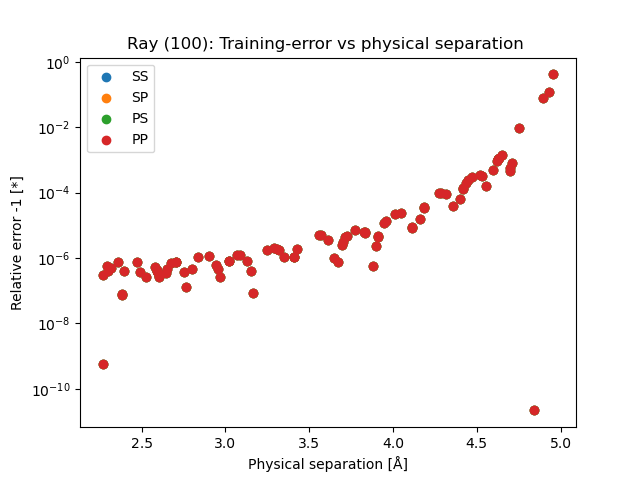 Ray (100): Training-error vs physical separation
10⁰
10⁻²
10⁻⁴
10⁻⁶
10⁻⁸
10⁻¹⁰
Relative error -1 [*]
SS
SP
PS
PP
2.5 3.0 3.5 4.0 4.5 5.0
Physical separation [Å]